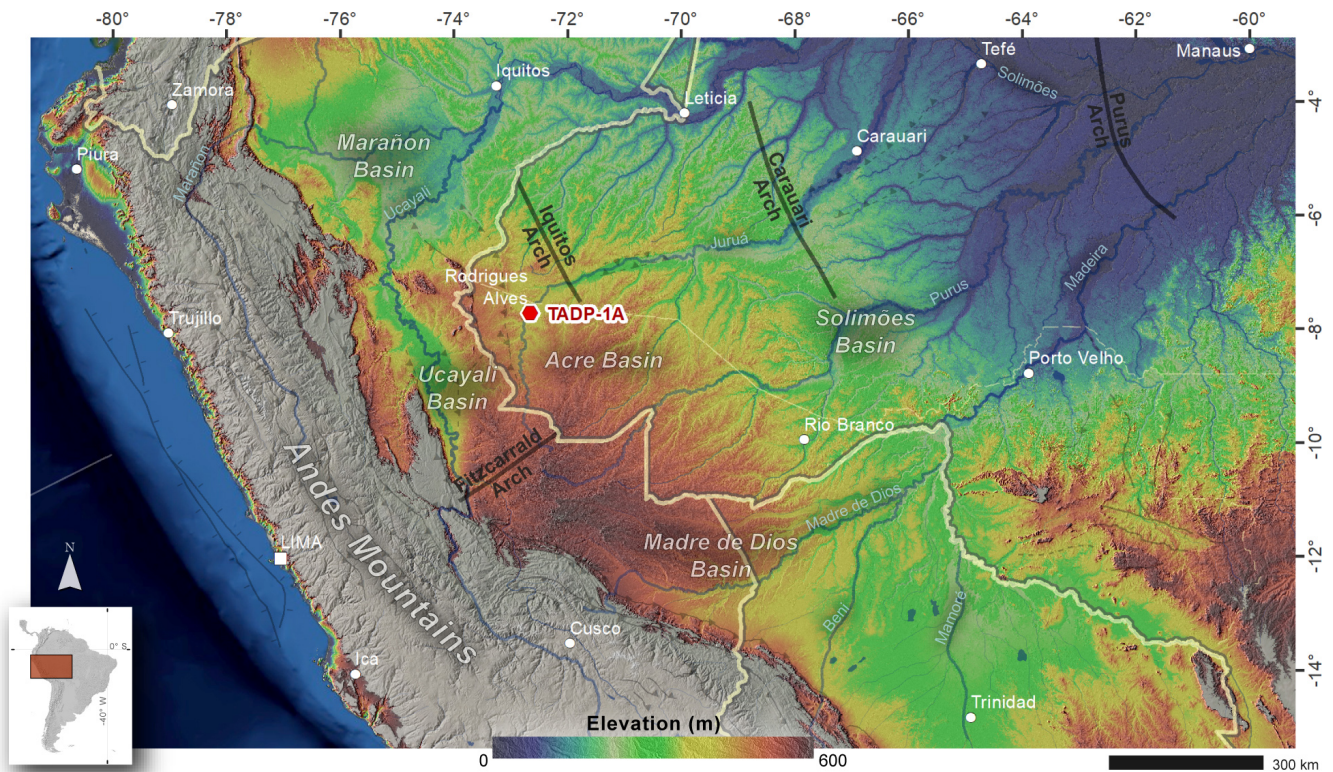 -80°
-78°
-76°
-74°
-72°
-70°
-68°
-66°
-64°
-62°
-60°
Zamora
Iquitos
Leticia
Tefé
Solimões
Manaus
-4°
Purus
Arch
Piura
Marañon
Marañon
Basin
Carauari
Carauari
Arch
Ucayali
Iquitos
Arch
Juruá
-6°
Madeira
Purus
Rodrigues
Alves
TADP-1A
Trujillo
Solimões
Basin
-8°
Acre Basin
Ucayali
Basin
Porto Velho
Rio Branco
-10°
Fitzcarrald
Arch
Andes Mountains
Madre de Dios
Madre de Dios
Basin
LIMA
-12°
N
Cusco
Beni
Mamoré
0° S
-40° W
Ica
-14°
Trinidad
Elevation (m)
0
600
300 km